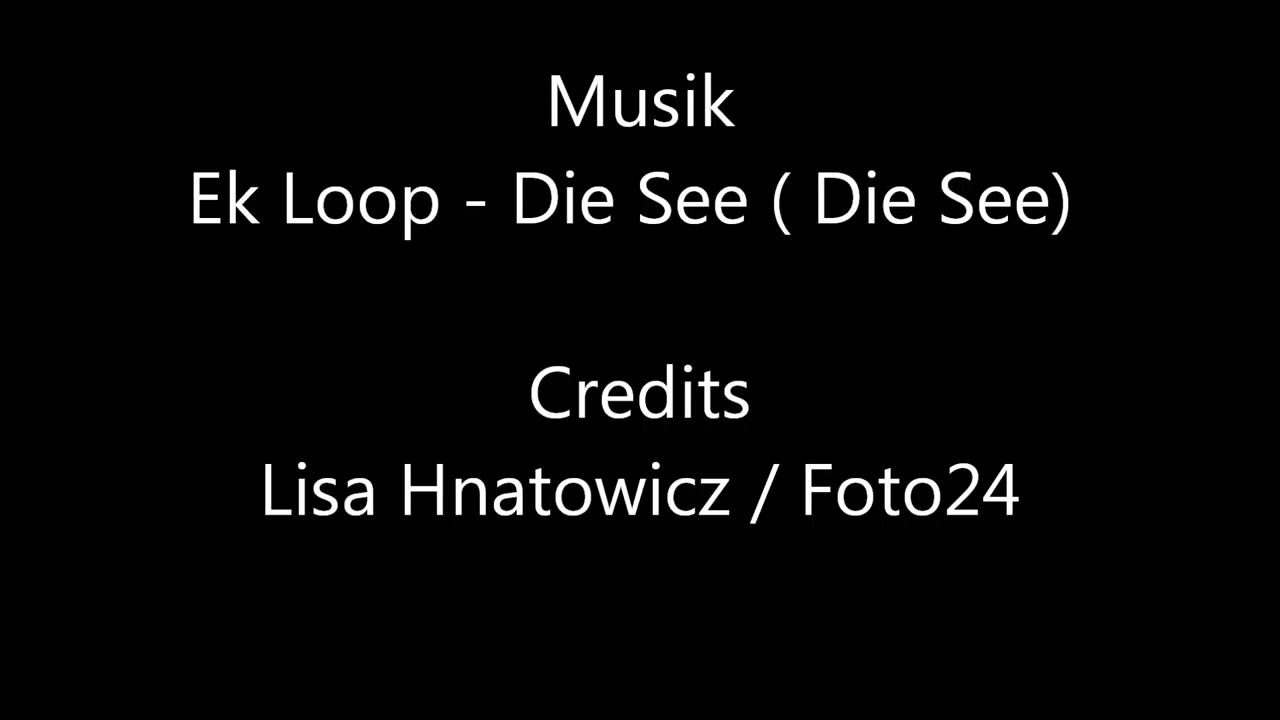 Musik
Ek Loop - Die See ( Die See)
Credits
Lisa Hnatowicz / Foto24